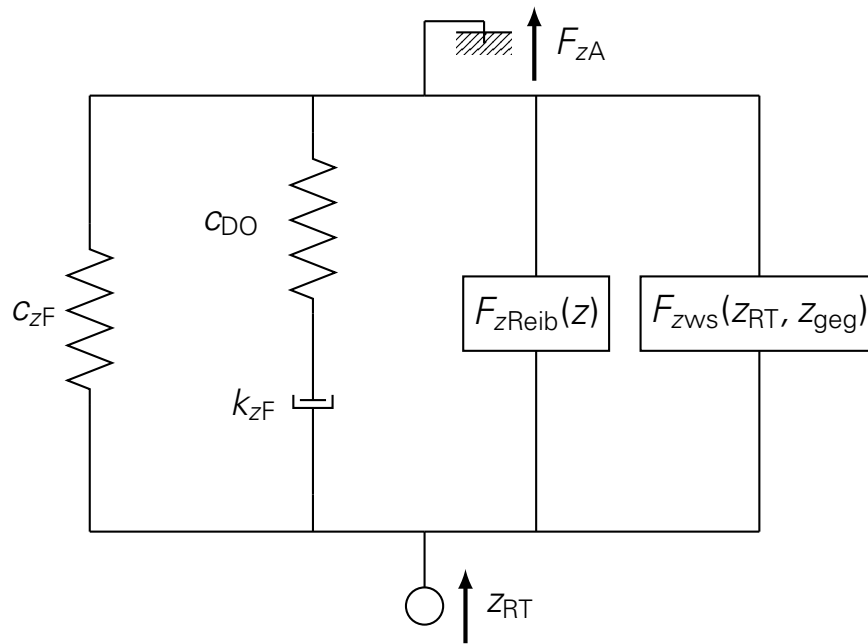 F_zA
c_DO
c_zF
F_zReib(z)
F_zws(z_RT, z_geg)
k_zF
z_RT